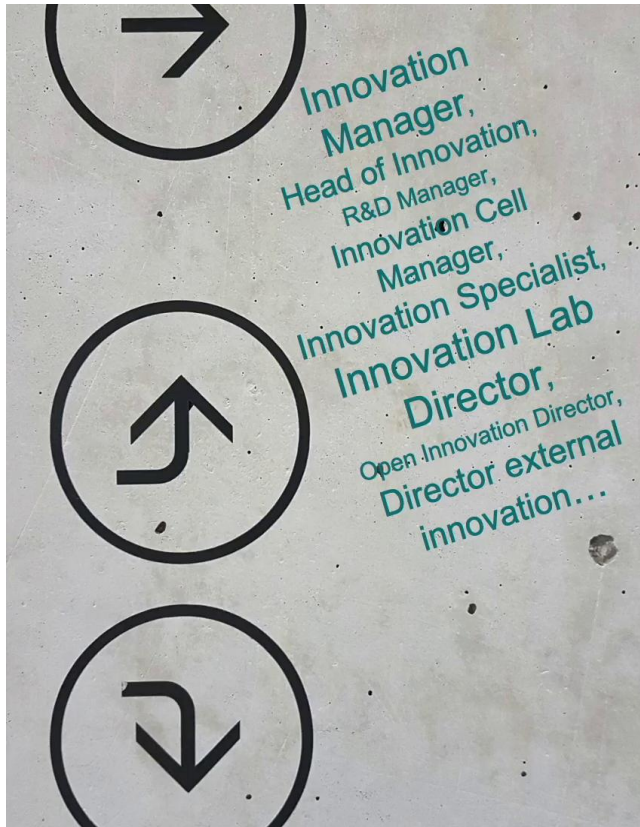 Innovation
Manager,
Head of Innovation,
R&D Manager,
Innovation Cell
Manager,
Innovation Specialist,
Innovation Lab
Director,
Open Innovation Director,
Director external
innovation...